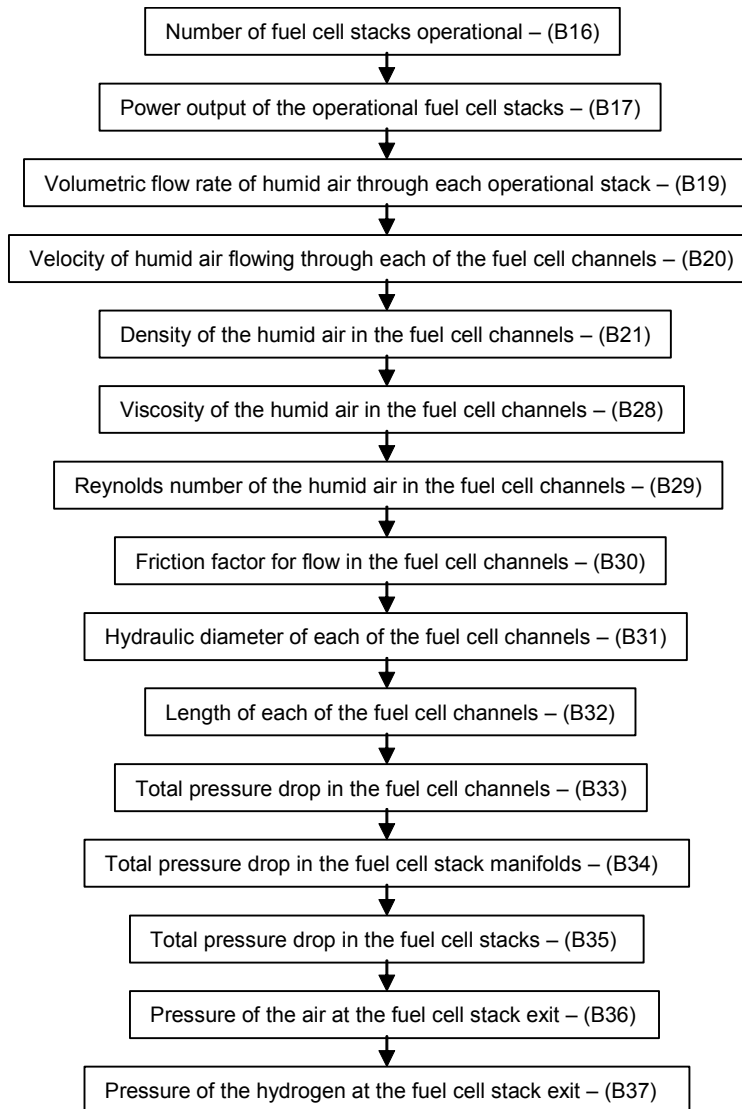 Number of fuel cell stacks operational – (B16)
Power output of the operational fuel cell stacks – (B17)
Volumetric flow rate of humid air through each operational stack – (B19)
Velocity of humid air flowing through each of the fuel cell channels – (B20)
Density of the humid air in the fuel cell channels – (B21)
Viscosity of the humid air in the fuel cell channels – (B28)
Reynolds number of the humid air in the fuel cell channels – (B29)
Friction factor for flow in the fuel cell channels – (B30)
Hydraulic diameter of each of the fuel cell channels – (B31)
Length of each of the fuel cell channels – (B32)
Total pressure drop in the fuel cell channels – (B33)
Total pressure drop in the fuel cell stack manifolds – (B34)
Total pressure drop in the fuel cell stacks – (B35)
Pressure of the air at the fuel cell stack exit – (B36)
Pressure of the hydrogen at the fuel cell stack exit – (B37)